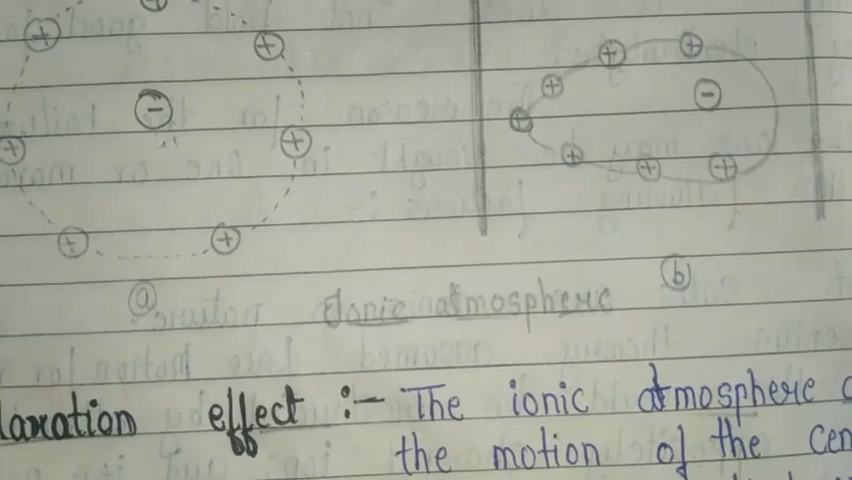 + +
+ + +
-
-
+
+ +
+ + + +
+ +
a b
Ionic atmosphere
laxation effect :- The ionic atmosphere
the motion of the cen